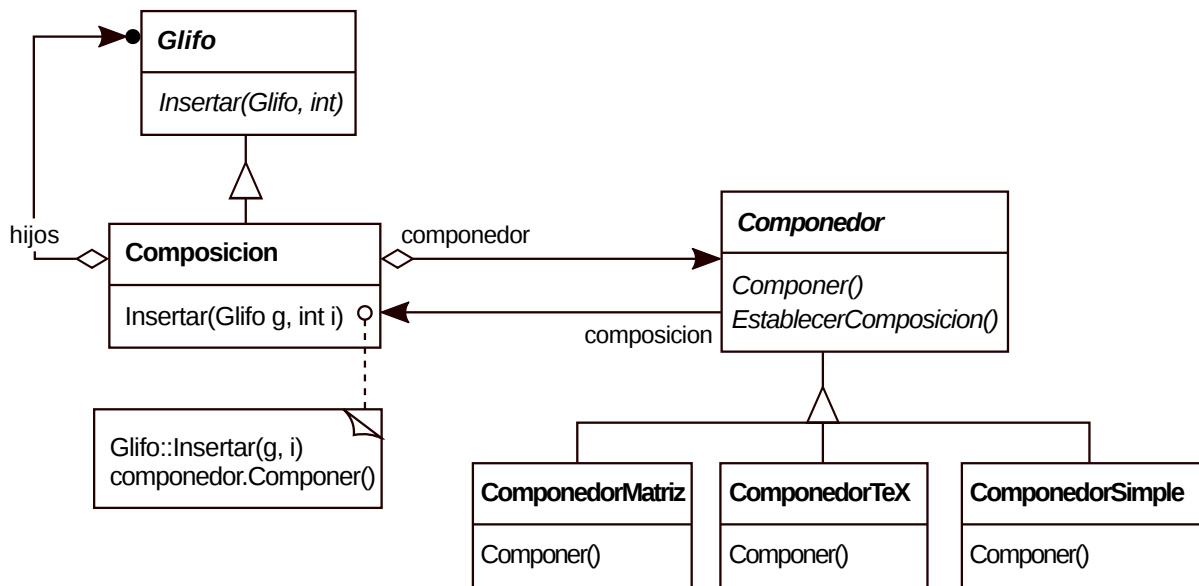 Glifo
Insertar(Glifo, int)
hijos
Composicion
Insertar(Glifo g, int i)
componedor
composicion
Componedor
Componer()
EstablecerComposicion()
Glifo::Insertar(g, i)
componedor.Componer()
ComponedorMatriz
Componer()
ComponedorTeX
Componer()
ComponedorSimple
Componer()